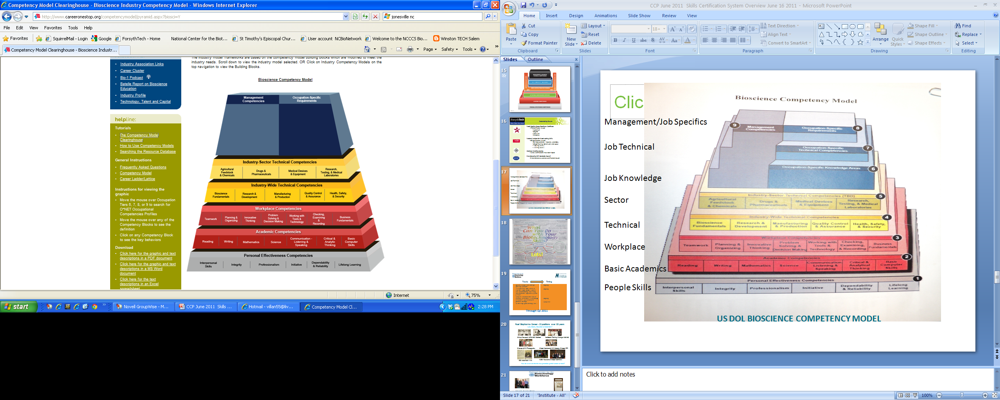 Competency Model Clearinghouse - Bioscience Industry Competency Model - Windows Internet Explorer
http://www.careeronestop.org/competencymodel/pyramid.aspx?biosci=Y
jonesville nc
File Edit View Favorites Tools Help
Favorites SquirrelMail - Login Google ForsythTech - Home National Center for the Biot... St Timothy's Episcopal Chur... User account NCBioNetwork Welcome to the NCCCS Bio... Winston TECH Salem
Competency Model Clearinghouse - Bioscience Industr...
Page Safety Tools
The industry model frameworks are based on the competency model building blocks which are modified to meet the
industry needs. Scroll down to view the industry model selected. OR Click on Industry Competency Models on the
top navigation to view the Building Blocks.
Industry Association Links
Career Cluster
Bio-1 Podcast
Batelle Report on Bioscience
Education
Industry Profile
Technology, Talent and Capital
helpline:
Tutorials
The Competency Model
Clearinghouse
How to Use Competency Models
Searching the Resource Database
General Instructions
Frequently Asked Questions
Competency Model
Career Ladder/Lattice
Instructions for viewing the
graphic
Move the mouse over Occupation
Tiers 6, 7, 8, or 9 to search for
O*NET Occupational
Competencies Profiles
Move the mouse over any of the
Competency Blocks to see the
definition
Click on any Competency Block
to see the key behaviors
Download
Click here for the graphic and text
descriptions in a PDF document
Click here for the graphic and text
descriptions in a MS Word
document
Click here for the text
descriptions in an Excel
spreadsheet
Bioscience Competency Model
Management
Competencies
Occupation-Specific
Requirements
Industry-Sector Technical Competencies
Agricultural
Feedstock
& Chemicals
Drugs &
Pharmaceuticals
Medical Devices
& Equipment
Research,
Testing, & Medical
Laboratories
Industry-Wide Technical Competencies
Bioscience
Fundamentals
Research &
Development
Manufacturing
& Production
Quality Control
& Assurance
Health, Safety,
& Security
Workplace Competencies
Teamwork
Planning &
Organizing
Innovative
Thinking
Problem
Solving &
Decision Making
Working with
Tools &
Technology
Checking,
Examining
&
Recording
Business
Fundamentals
Academic Competencies
Reading
Writing
Mathematics
Science
Communication -
Listening &
Speaking
Critical &
Analytic
Thinking
Basic
Computer
Skills
Personal Effectiveness Competencies
Interpersonal
Skills
Integrity
Professionalism
Initiative
Dependability
& Reliability
Lifelong Learning
Internet
75%
start
Novell GroupWise - M...
CCP June 2011 Skills ...
Hotmail - villan55@liv...
Competency Model Cl...
2:28 PM
CCP June 2011 Skills Certification System Overview June 16 2011 - Microsoft PowerPoint
Home Insert Design Animations Slide Show Review View
Paste
Cut
Copy
Format Painter
Clipboard
New
Slide
Layout
Reset
Delete
Slides
18
Font
Text Direction
Align Text
Convert to SmartArt
Paragraph
Arrange
Quick
Styles
Shape Fill
Shape Outline
Shape Effects
Drawing
Find
Replace
Select
Editing
Slides Outline
15
16
ForsythTech
17
18
What
Can You Do
with Your
Biotechnology
Skills?
Lots!
19
Tactic
Timing
Through Q2 2011
20
21
Biotechnology
Workforce
Clic
Management/Job Specifics
Job Technical
Job Knowledge
Sector
Technical
Workplace
Basic Academics
People Skills
Bioscience Competency Model
9
Management
Competencies
Occupation-Specific
Requirements
8
Occupation-Specific
Technical Competencies
7
Occupation-Specific Knowledge Areas
6
Industry-Sector Technical Competencies (TBD)
5
Agricultural
Feedstock
& Chemicals
Drugs &
Pharmaceuticals
Medical Devices
& Equipment
Research,
Testing, & Medical
Laboratories
Industry-Wide Technical Competencies
4
Bioscience
Fundamentals
Research &
Development
Manufacturing
& Production
Quality Control
& Assurance
Health, Safety,
& Security
Workplace Competencies
3
Teamwork
Planning &
Organizing
Innovative
Thinking
Problem
Solving &
Decision Making
Working with
Tools &
Technology
Checking,
Examining,
& Recording
Business
Fundamentals
Academic Competencies
2
Reading
Writing
Mathematics
Science
Communication
Listening &
Speaking
Critical &
Analytical
Thinking
Basic
Computer
Skills
Personal Effectiveness Competencies
1
Interpersonal
Skills
Integrity
Professionalism
Initiative
Dependability
& Reliability
Lifelong
Learning
US DOL BIOSCIENCE COMPETENCY MODEL
Click to add notes
Slide 17 of 21
"Institute - All"
100%